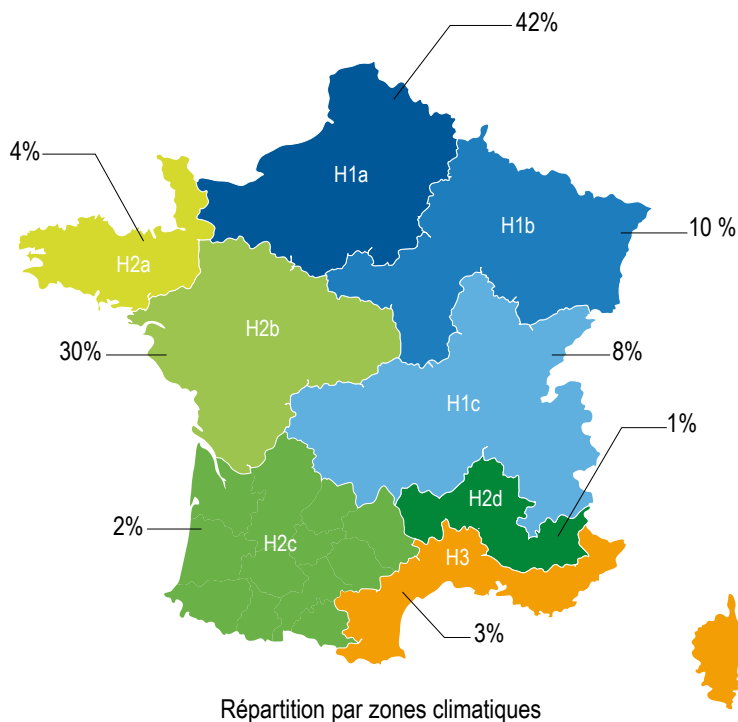 42%
4%
H1a
H1b
10 %
H2a
H2b
30%
8%
H1c
1%
H2d
2%
H2c
H3
3%
Répartition par zones climatiques